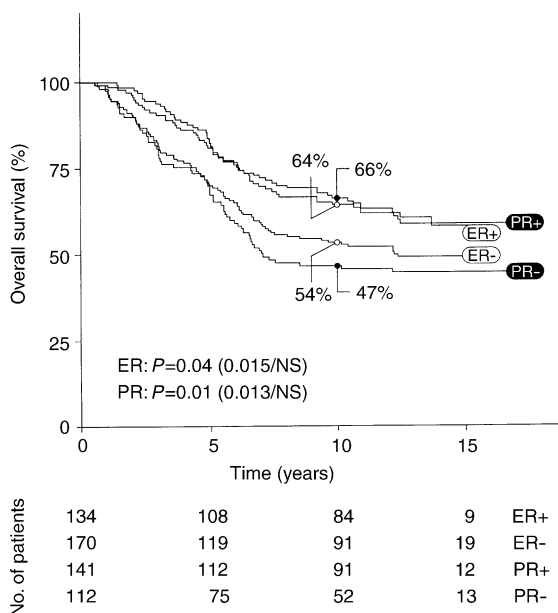 Overall survival (%)
100
75
50
25
0
64%
66%
54%
47%
PR+
ER+
ER-
PR-
ER: P=0.04 (0.015/NS)
PR: P=0.01 (0.013/NS)
0 5 10 15
Time (years)
No. of patients
134 108 84 9 ER+
170 119 91 19 ER-
141 112 91 12 PR+
112 75 52 13 PR-